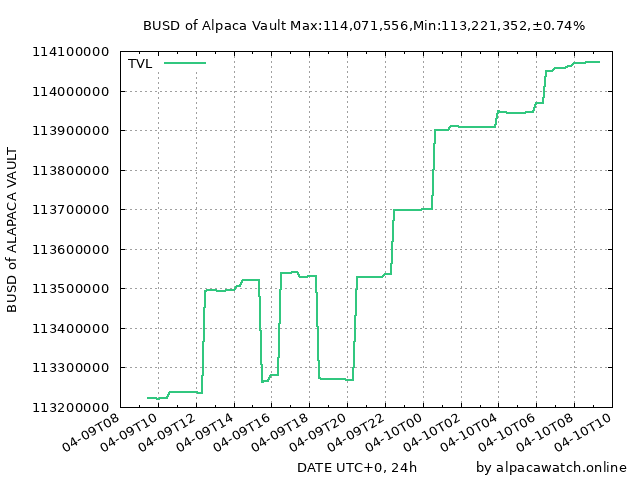 BUSD of Alpaca Vault Max:114,071,556,Min:113,221,352,±0.74%
TVL
BUSD of ALAPACA VAULT
114100000
114000000
113900000
113800000
113700000
113600000
113500000
113400000
113300000
113200000
04-09T08
04-09T10
04-09T12
04-09T14
04-09T16
04-09T18
04-09T20
04-09T22
04-10T00
04-10T02
04-10T04
04-10T06
04-10T08
04-10T10
DATE UTC+0, 24h
by alpacawatch.online